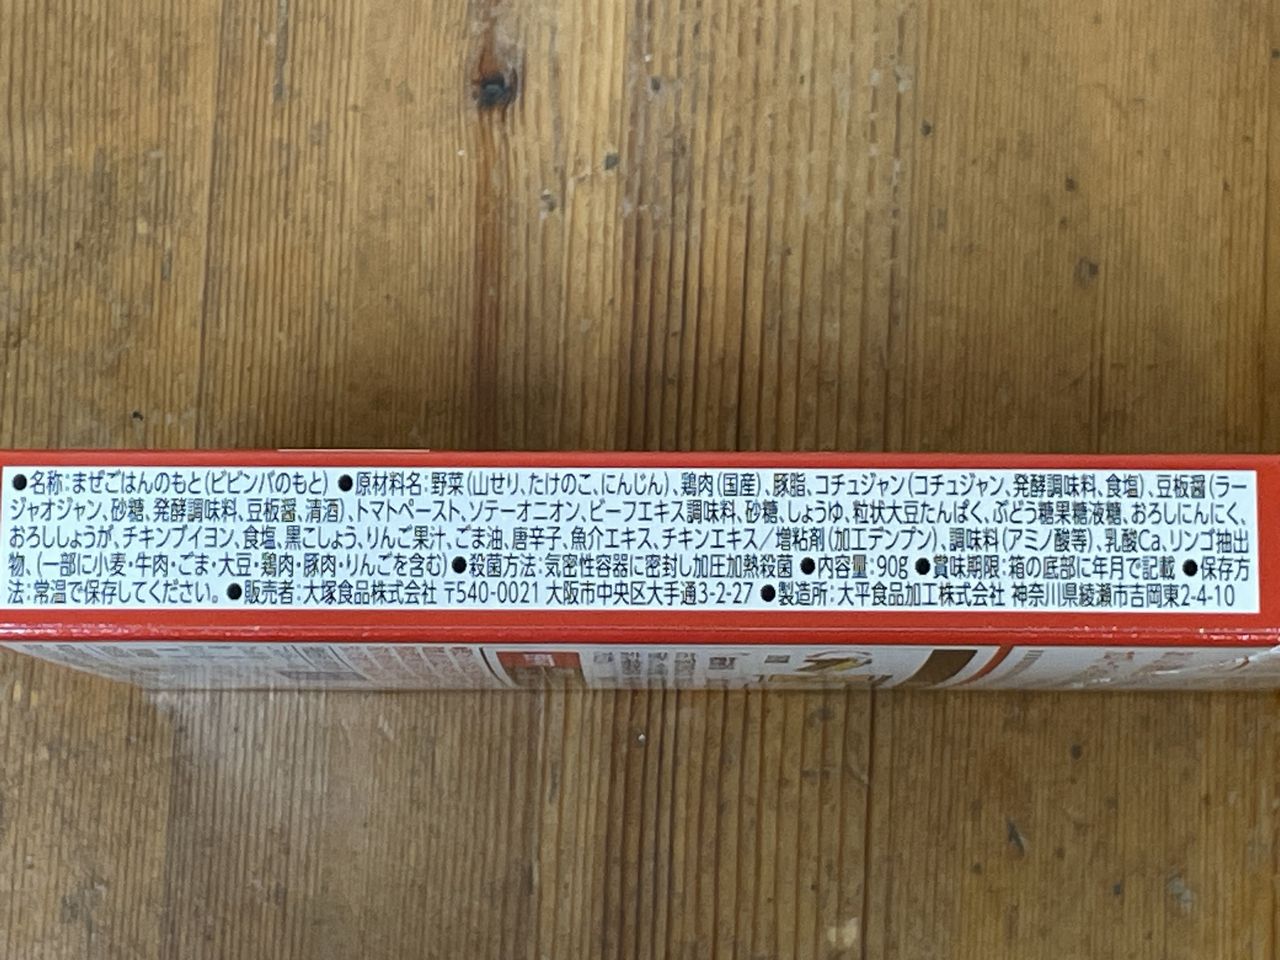 ●名称:まぜごはんのもと(ビビンバのもと) ●原材料名:野菜(山せり、たけのこ、にんじん)、鶏肉(国産)、豚脂、コチュジャン(コチュジャン、発酵調味料、食塩)、豆板醤(ラー
ジャオジャン、砂糖、発酵調味料、豆板醤、清酒)、トマトペースト、ソテーオニオン、ビーフエキス調味料、砂糖、しょうゆ、粒状大豆たんぱく、ぶどう糖果糖液糖、おろしにんにく、
おろししょうが、チキンブイヨン、食塩、黒こしょう、りんご果汁、ごま油、唐辛子、魚介エキス、チキンエキス/増粘剤(加工デンプン)、調味料(アミノ酸等)、乳酸Ca、リンゴ抽出
物、(一部に小麦・牛肉・ごま・大豆・鶏肉・豚肉・りんごを含む) ●殺菌方法:気密性容器に密封し加圧加熱殺菌 ●内容量:90g ●賞味期限:箱の底部に年月で記載 ●保存方
法:常温で保存してください。 ●販売者:大塚食品株式会社 〒540-0021 大阪市中央区大手通3-2-27 ●製造所:大平食品加工株式会社 神奈川県綾瀬市吉岡東2-4-10